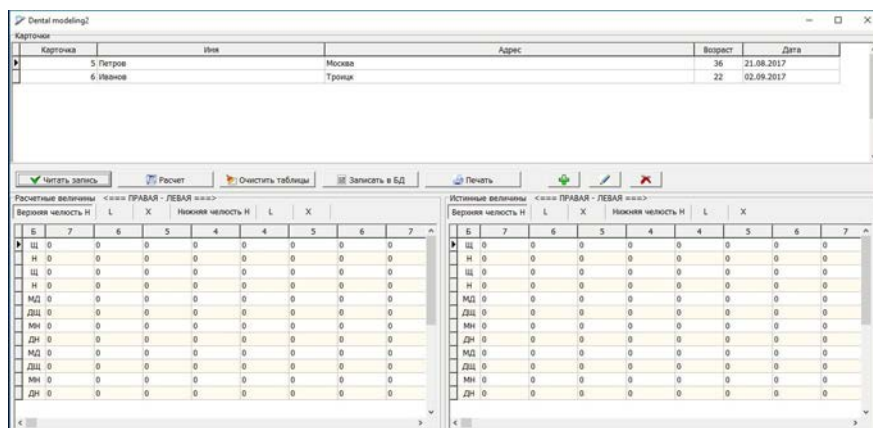 Dental modeling2
Карточки
Карточка Имя Адрес Возраст Дата
5 Петров Москва 36 21.08.2017
6 Иванов Троицк 22 02.09.2017
Читать запись Расчет Очистить таблицы Записать в БД Печать
Расчетные величины <=== ПРАВАЯ - ЛЕВАЯ ===>
Верхняя челюсть Н L X Нижняя челюсть Н L X
Б 7 6 5 4 4 5 6 7
Щ 0 0 0 0 0 0 0 0
Н 0 0 0 0 0 0 0 0
Щ 0 0 0 0 0 0 0 0
Н 0 0 0 0 0 0 0 0
МД 0 0 0 0 0 0 0 0
ДЩ 0 0 0 0 0 0 0 0
МН 0 0 0 0 0 0 0 0
ДН 0 0 0 0 0 0 0 0
МД 0 0 0 0 0 0 0 0
ДЩ 0 0 0 0 0 0 0 0
МН 0 0 0 0 0 0 0 0
ДН 0 0 0 0 0 0 0 0
Истинные величины <=== ПРАВАЯ - ЛЕВАЯ ===>
Верхняя челюсть Н L X Нижняя челюсть Н L X
Б 7 6 5 4 4 5 6 7
Щ 0 0 0 0 0 0 0 0
Н 0 0 0 0 0 0 0 0
Щ 0 0 0 0 0 0 0 0
Н 0 0 0 0 0 0 0 0
МД 0 0 0 0 0 0 0 0
ДЩ 0 0 0 0 0 0 0 0
МН 0 0 0 0 0 0 0 0
ДН 0 0 0 0 0 0 0 0
МД 0 0 0 0 0 0 0 0
ДЩ 0 0 0 0 0 0 0 0
МН 0 0 0 0 0 0 0 0
ДН 0 0 0 0 0 0 0 0